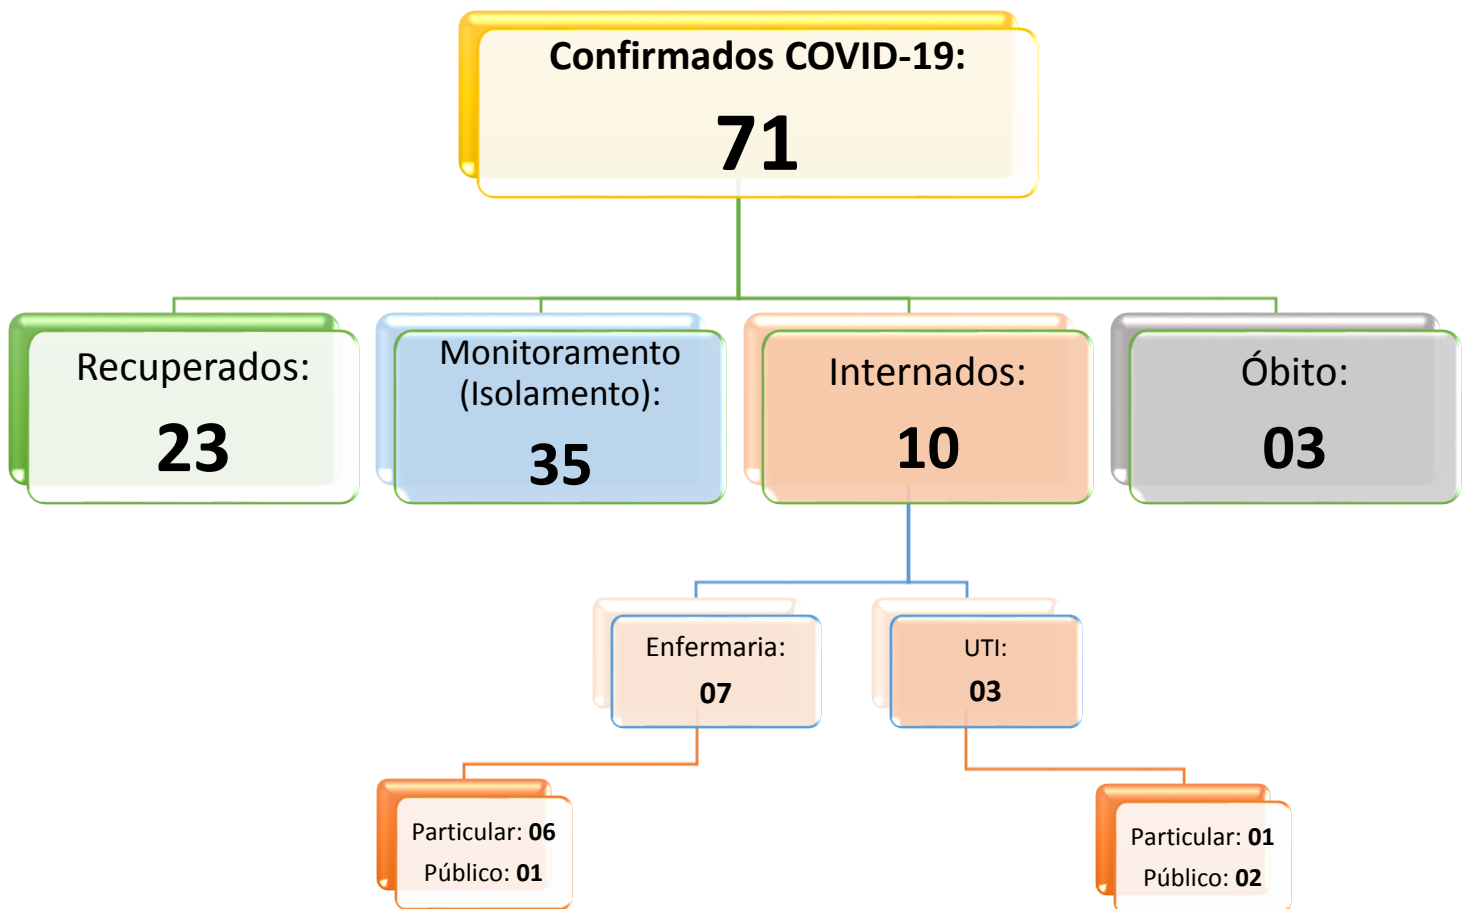 Confirmados COVID-19:
71
Recuperados:
23
Monitoramento
(Isolamento):
35
Internados:
10
Óbito:
03
Enfermaria:
07
UTI:
03
Particular: 06
Público: 01
Particular: 01
Público: 02